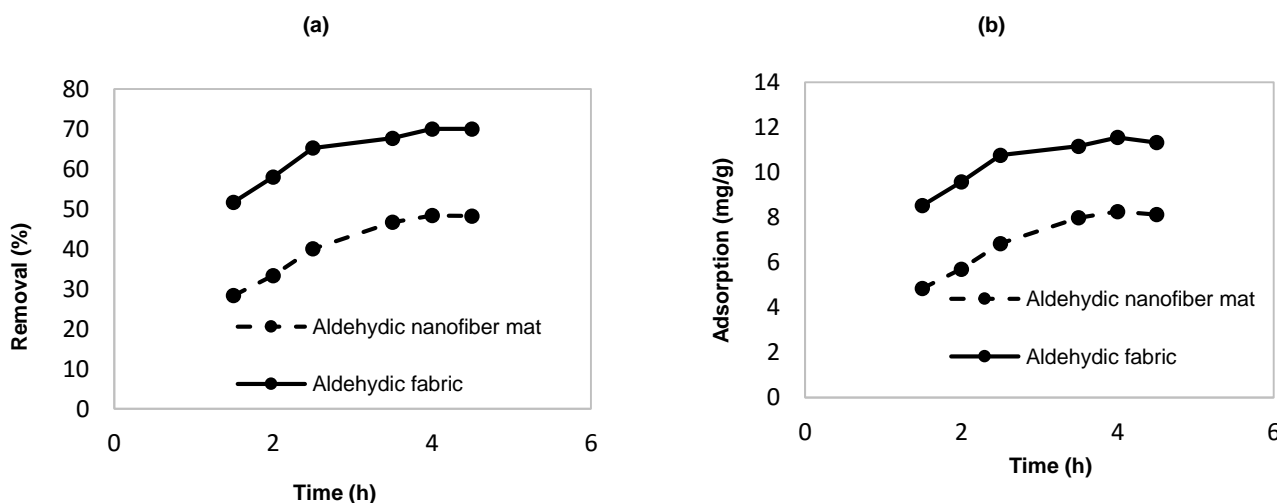 (a)
80
70
60
50
40
30
20
10
0
Removal (%)
Aldehydic nanofiber mat
Aldehydic fabric
0 2 4 6
Time (h)
(b)
14
12
10
8
6
4
2
0
Adsorption (mg/g)
Aldehydic nanofiber mat
Aldehydic fabric
0 2 4 6
Time (h)